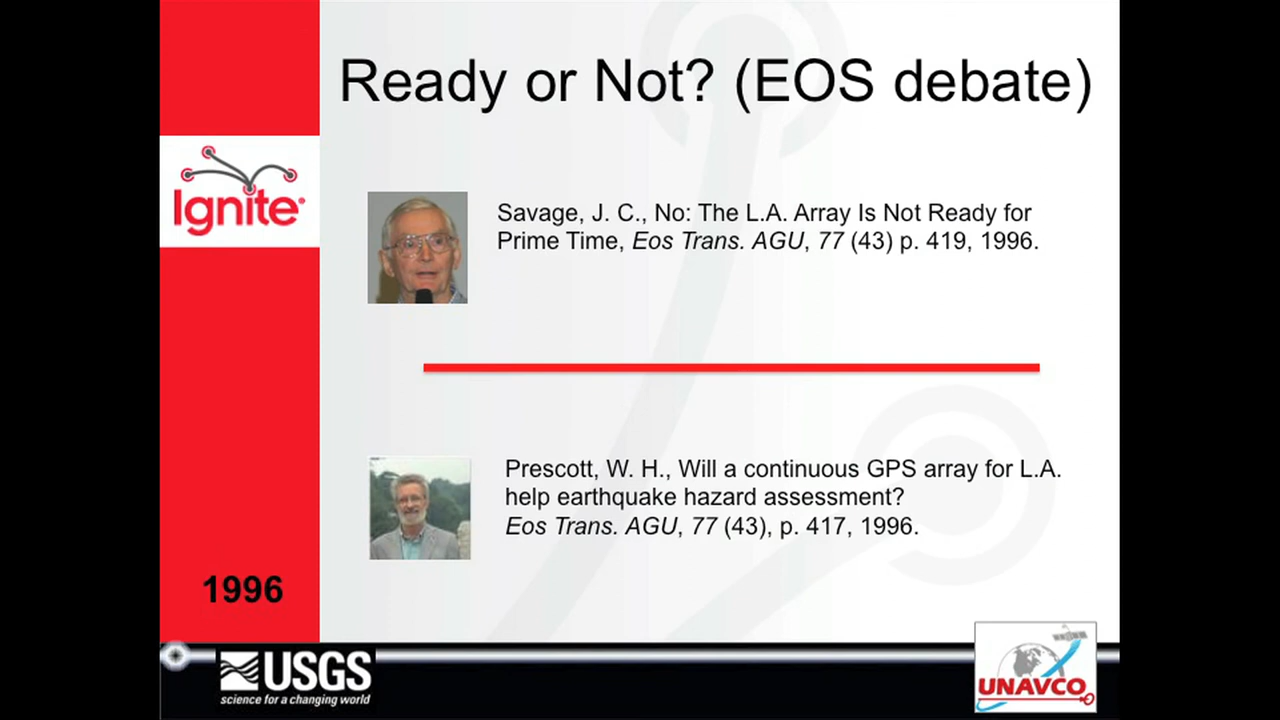 Ready or Not? (EOS debate)
Ignite
Savage, J. C., No: The L.A. Array Is Not Ready for
Prime Time, Eos Trans. AGU, 77 (43) p. 419, 1996.
Prescott, W. H., Will a continuous GPS array for L.A.
help earthquake hazard assessment?
Eos Trans. AGU, 77 (43), p. 417, 1996.
1996
USGS
science for a changing world
UNAVCO